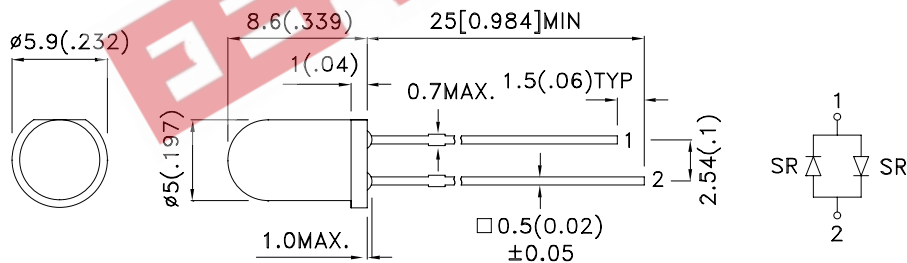 8.6(.339)
25[0.984]MIN
ø5.9(.232)
1(.04)
0.7MAX.
1.5(.06)TYP
1
2
ø5(.197)
2.54(.1)
1.0MAX.
□0.5(0.02)
±0.05
1
SR
SR
2